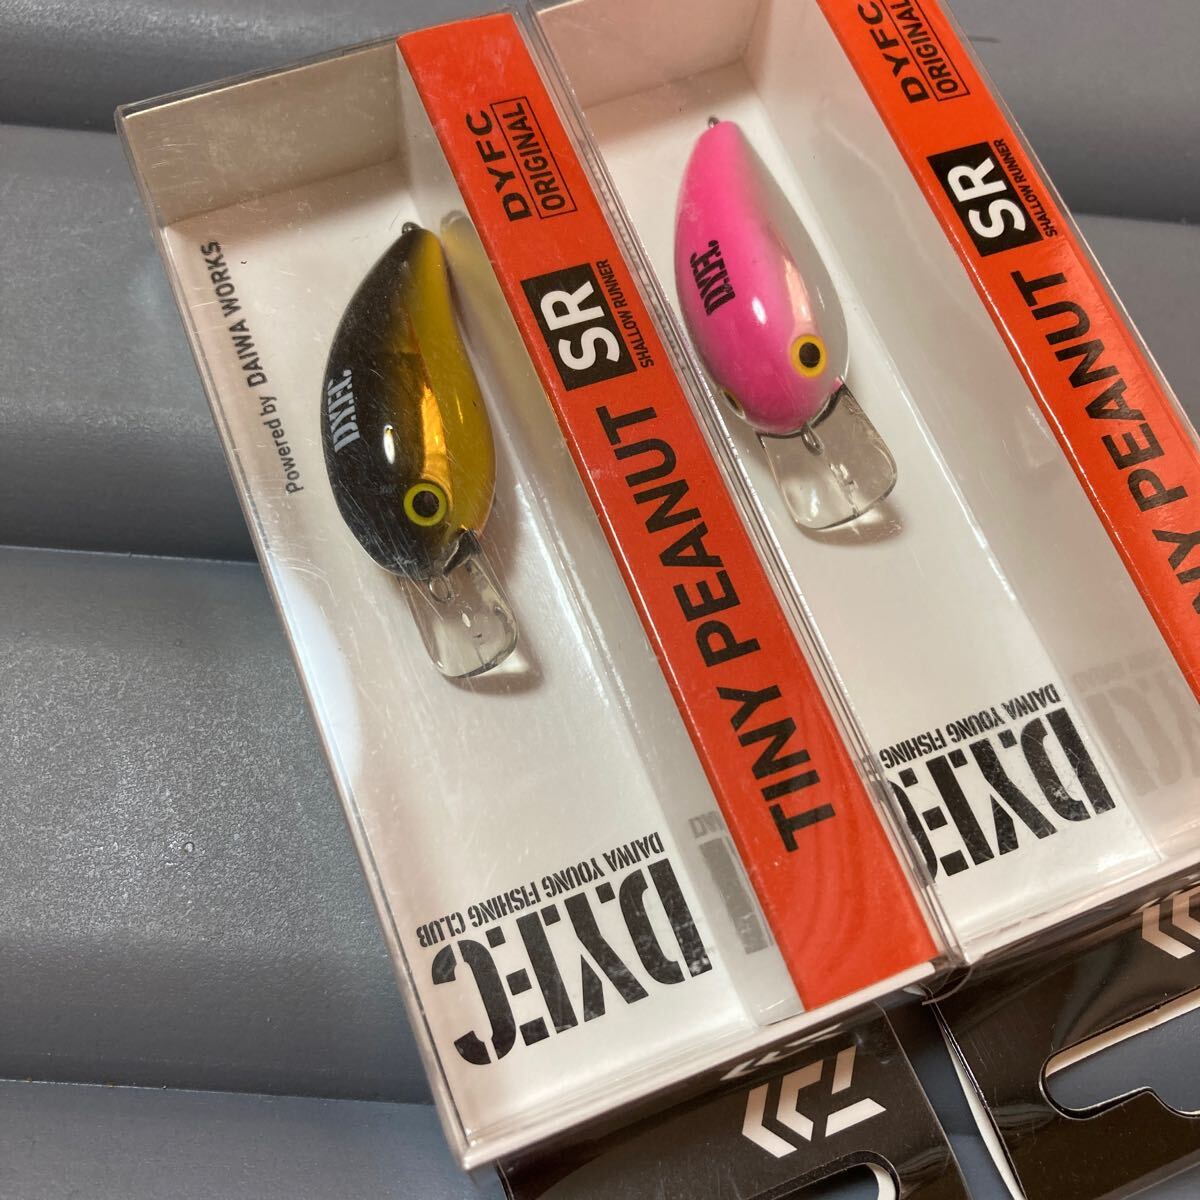 DYFC
ORIGINAL
TINY PEANUT SR
SHALLOW RUNNER
Powered by DAIWA WORKS
D.Y.F.C.
D.Y.F.C
DAIWA YOUNG FISHING CLUB
DYFC
ORIGINAL
PEANUT SR
SHALLOW RUNNER
D.Y.F.C.
D.Y.F.C
DAIWA YOUNG FISHING